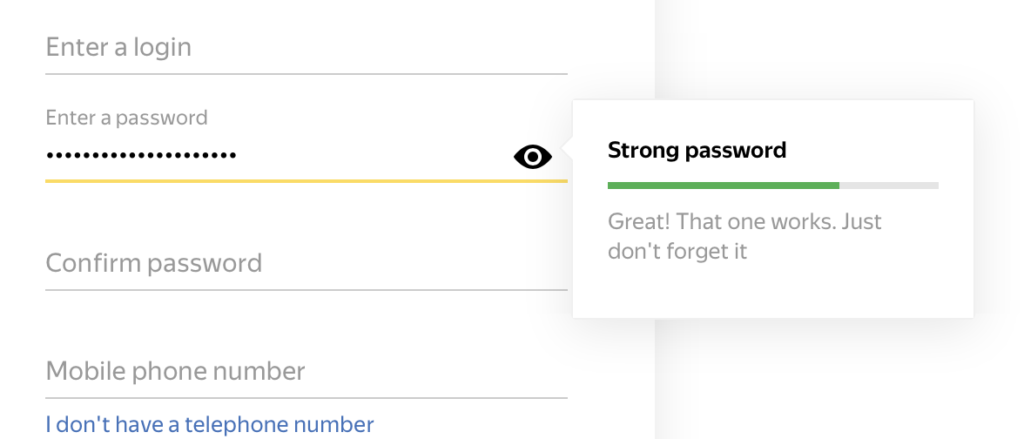 Enter a login
Enter a password
•••••••••••••••••••••
Strong password
Great! That one works. Just
don't forget it
Confirm password
Mobile phone number
I don't have a telephone number